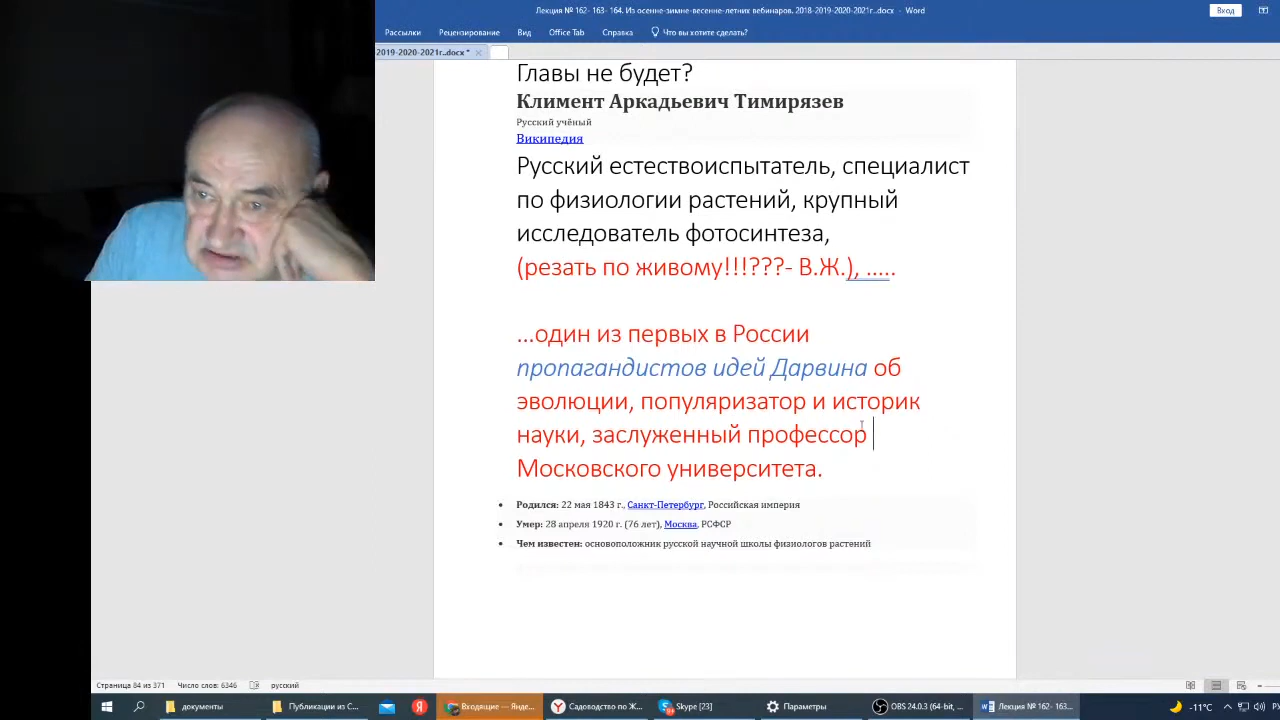 Лекция № 162- 163- 164. Из осенне-зимне-весенне-летних вебинаров. 2018-2019-2020-2021г...docx - Word
Вход
Рассылки Рецензирование Вид Office Tab Справка Что вы хотите сделать?
2019-2020-2021г...docx *
Главы не будет?
Климент Аркадьевич Тимирязев
Русский учёный
Википедия
Русский естествоиспытатель, специалист
по физиологии растений, крупный
исследователь фотосинтеза,
(резать по живому!!!???- В.Ж.), .....
...один из первых в России
пропагандистов идей Дарвина об
эволюции, популяризатор и историк
науки, заслуженный профессор
Московского университета.
Родился: 22 мая 1843 г., Санкт-Петербург, Российская империя
Умер: 28 апреля 1920 г. (76 лет), Москва, РСФСР
Чем известен: основоположник русской научной школы физиологов растений
Страница 84 из 371 Число слов: 6346 русский
документы Публикации из С... Входящие — Янде... Садоводство по Ж... Skype [23] Параметры OBS 24.0.3 (64-bit, ... Лекция № 162- 163... -11°C